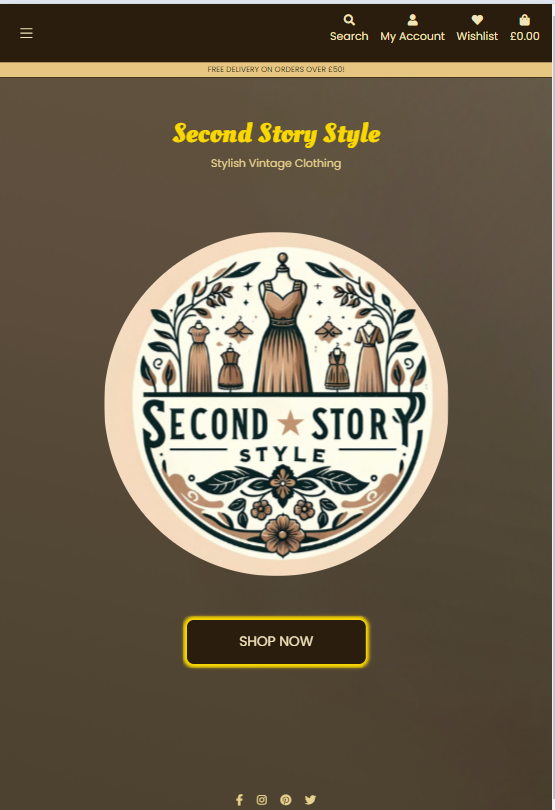 Search My Account Wishlist £0.00
FREE DELIVERY ON ORDERS OVER £50!
Second Story Style
Stylish Vintage Clothing
SECOND STORY
STYLE
SHOP NOW